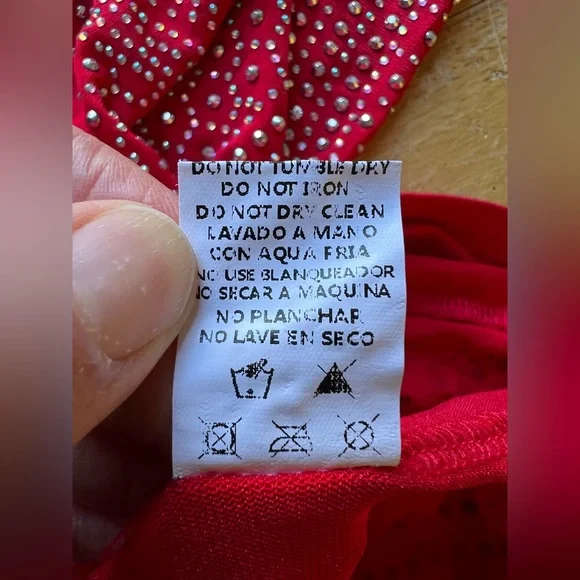 DO NOT TUMBLE DRY
DO NOT IRON
DO NOT DRY CLEAN
LAVADO A MANO
CON AQUA FRIA
NO USE BLANQUEADOR
NO SECAR A MAQUINA
NO PLANCHAR
NO LAVE EN SECO